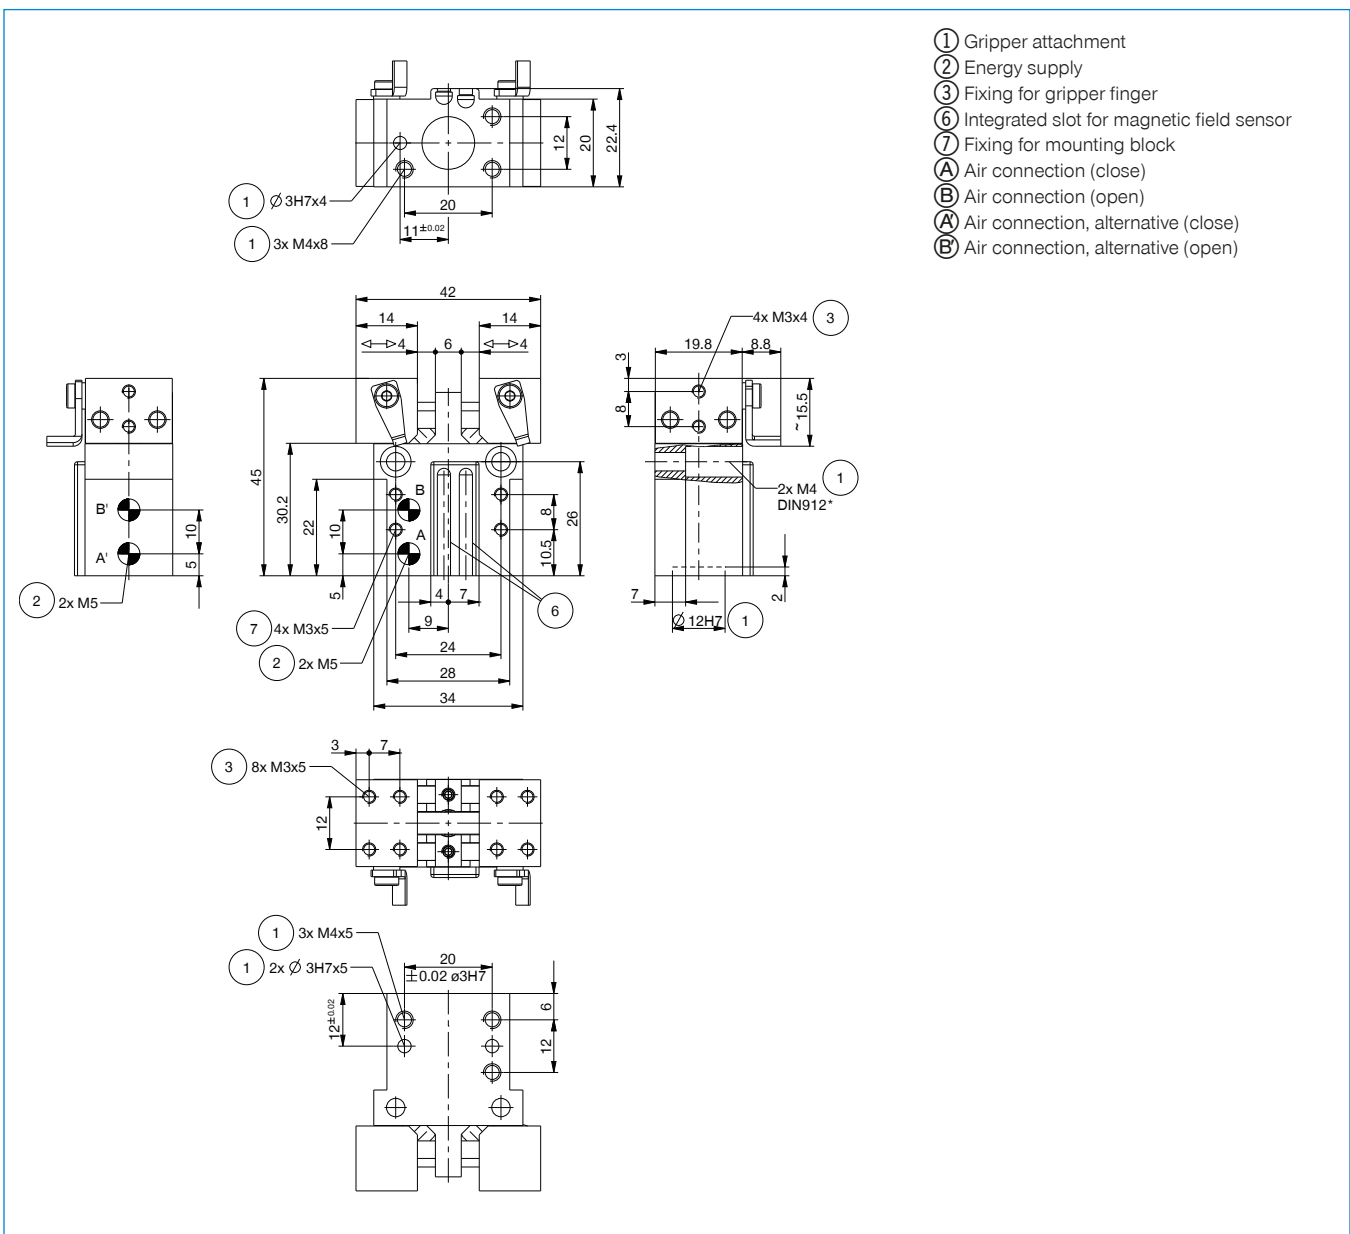 1 Gripper attachment
2 Energy supply
3 Fixing for gripper finger
6 Integrated slot for magnetic field sensor
7 Fixing for mounting block
A Air connection (close)
B Air connection (open)
A' Air connection, alternative (close)
B' Air connection, alternative (open)
12
20
22.4
1 Ø 3H7x4
20
11±0.02
1 3x M4x8
42
14
14
4
6
4
45
30.2
22
10
5
B
A
8
10.5
26
4
7
9
24
28
34
6
7 4x M3x5
2 2x M5
B'
A'
10
5
2 2x M5
4x M3x4 3
19.8
8.8
3
8
~15.5
2x M4 1
DIN912*
7
2
Ø 12H7 1
3
7
3 8x M3x5
12
1 3x M4x5
1 2x Ø 3H7x5
20
±0.02 ø3H7
12±0.02
6
12